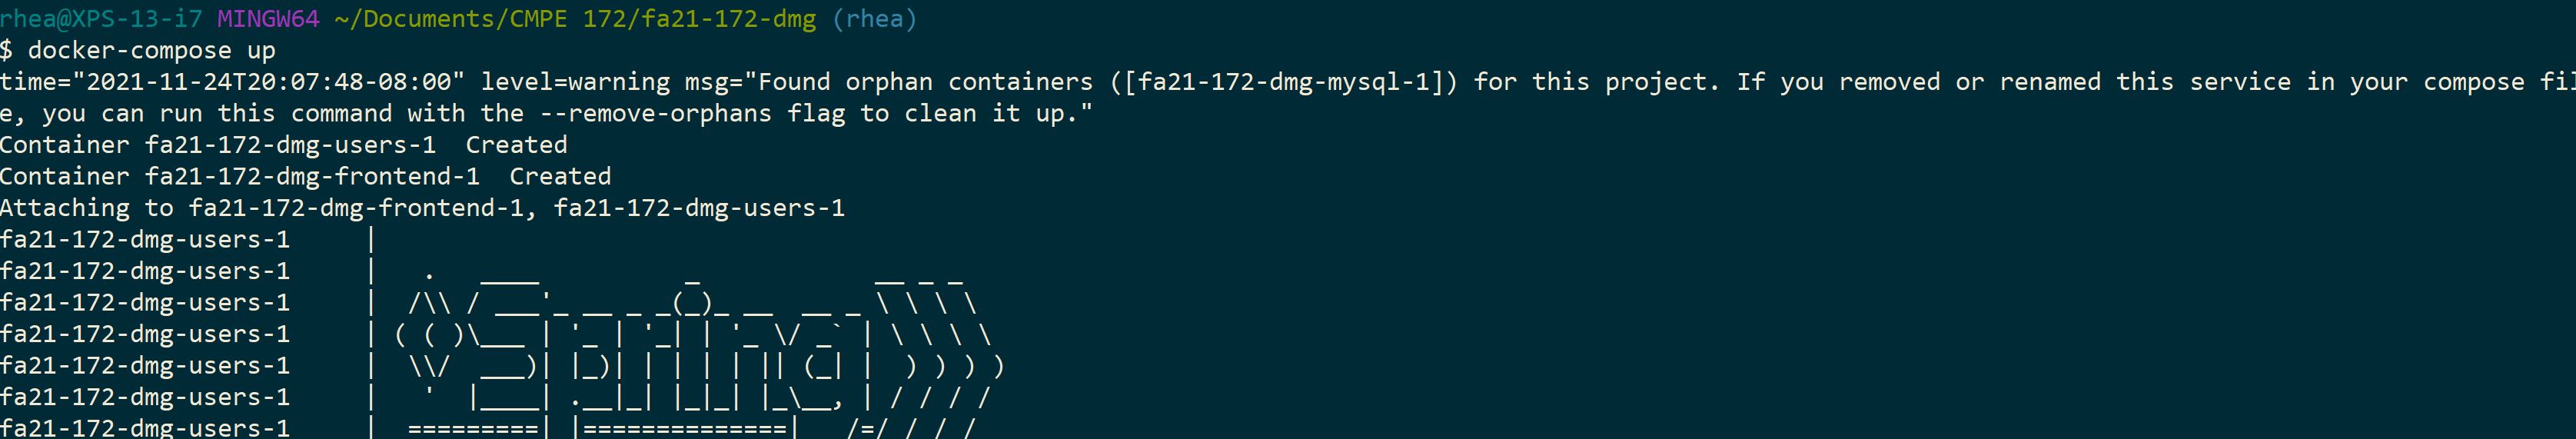 rhea@XPS-13-i7 MINGW64 ~/Documents/CMPE 172/fa21-172-dmg (rhea)
$ docker-compose up
time="2021-11-24T20:07:48-08:00" level=warning msg="Found orphan containers ([fa21-172-dmg-mysql-1]) for this project. If you removed or renamed this service in your compose fil
e, you can run this command with the --remove-orphans flag to clean it up."
Container fa21-172-dmg-users-1  Created
Container fa21-172-dmg-frontend-1  Created
Attaching to fa21-172-dmg-frontend-1, fa21-172-dmg-users-1
fa21-172-dmg-users-1     |
fa21-172-dmg-users-1     |   .   ____          _            __ _ _
fa21-172-dmg-users-1     |  /\\ / ___'_ __ _ _(_)_ __  __ _ \ \ \ \
fa21-172-dmg-users-1     | ( ( )\___ | '_ | '_| | '_ \/ _` | \ \ \ \
fa21-172-dmg-users-1     |  \\/  ___)| |_)| | | | | || (_| |  ) ) ) )
fa21-172-dmg-users-1     |   '  |____| .__|_| |_|_| |_\__, | / / / /
fa21-172-dmg-users-1     |  =========| |==============|   /=/ / / /